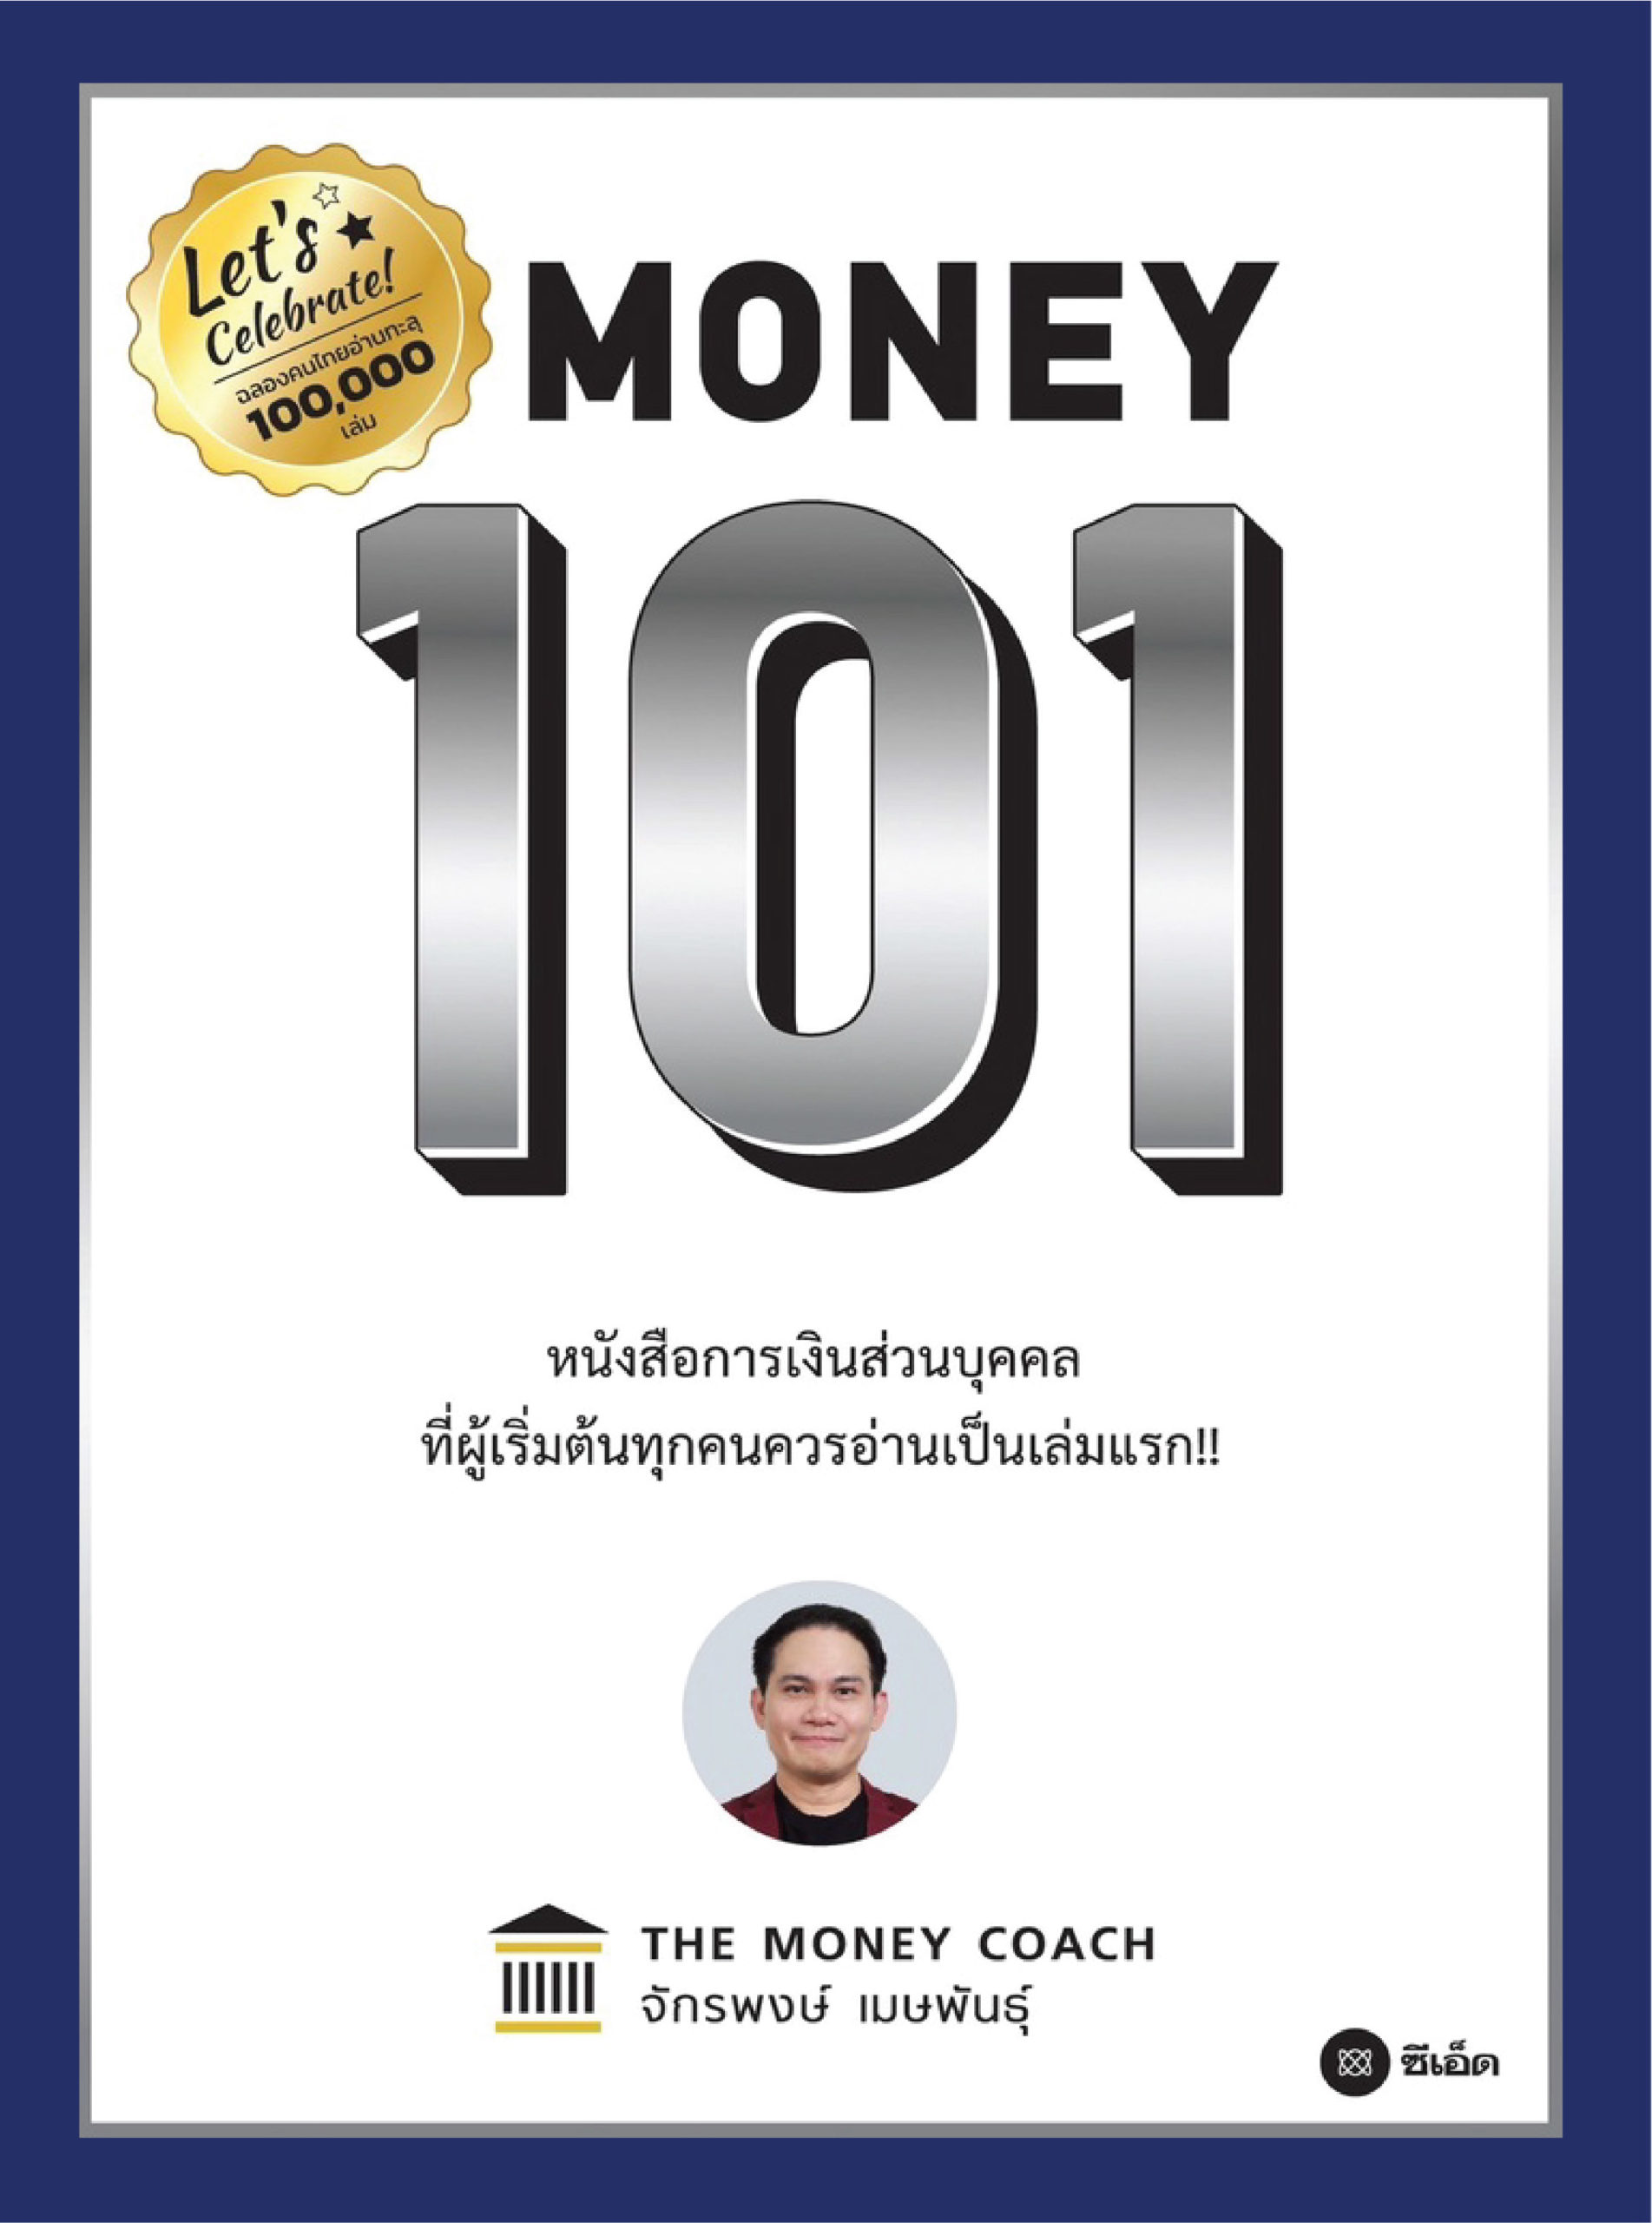 Let's
Celebrate!
ฉลองคนไทยอ่านทะลุ
100,000
เล่ม
MONEY
101
หนังสือการเงินส่วนบุคคล
ที่ผู้เริ่มต้นทุกคนควรอ่านเป็นเล่มแรก!!
THE MONEY COACH
จักรพงษ์ เมษพันธุ์
ซีเอ็ด